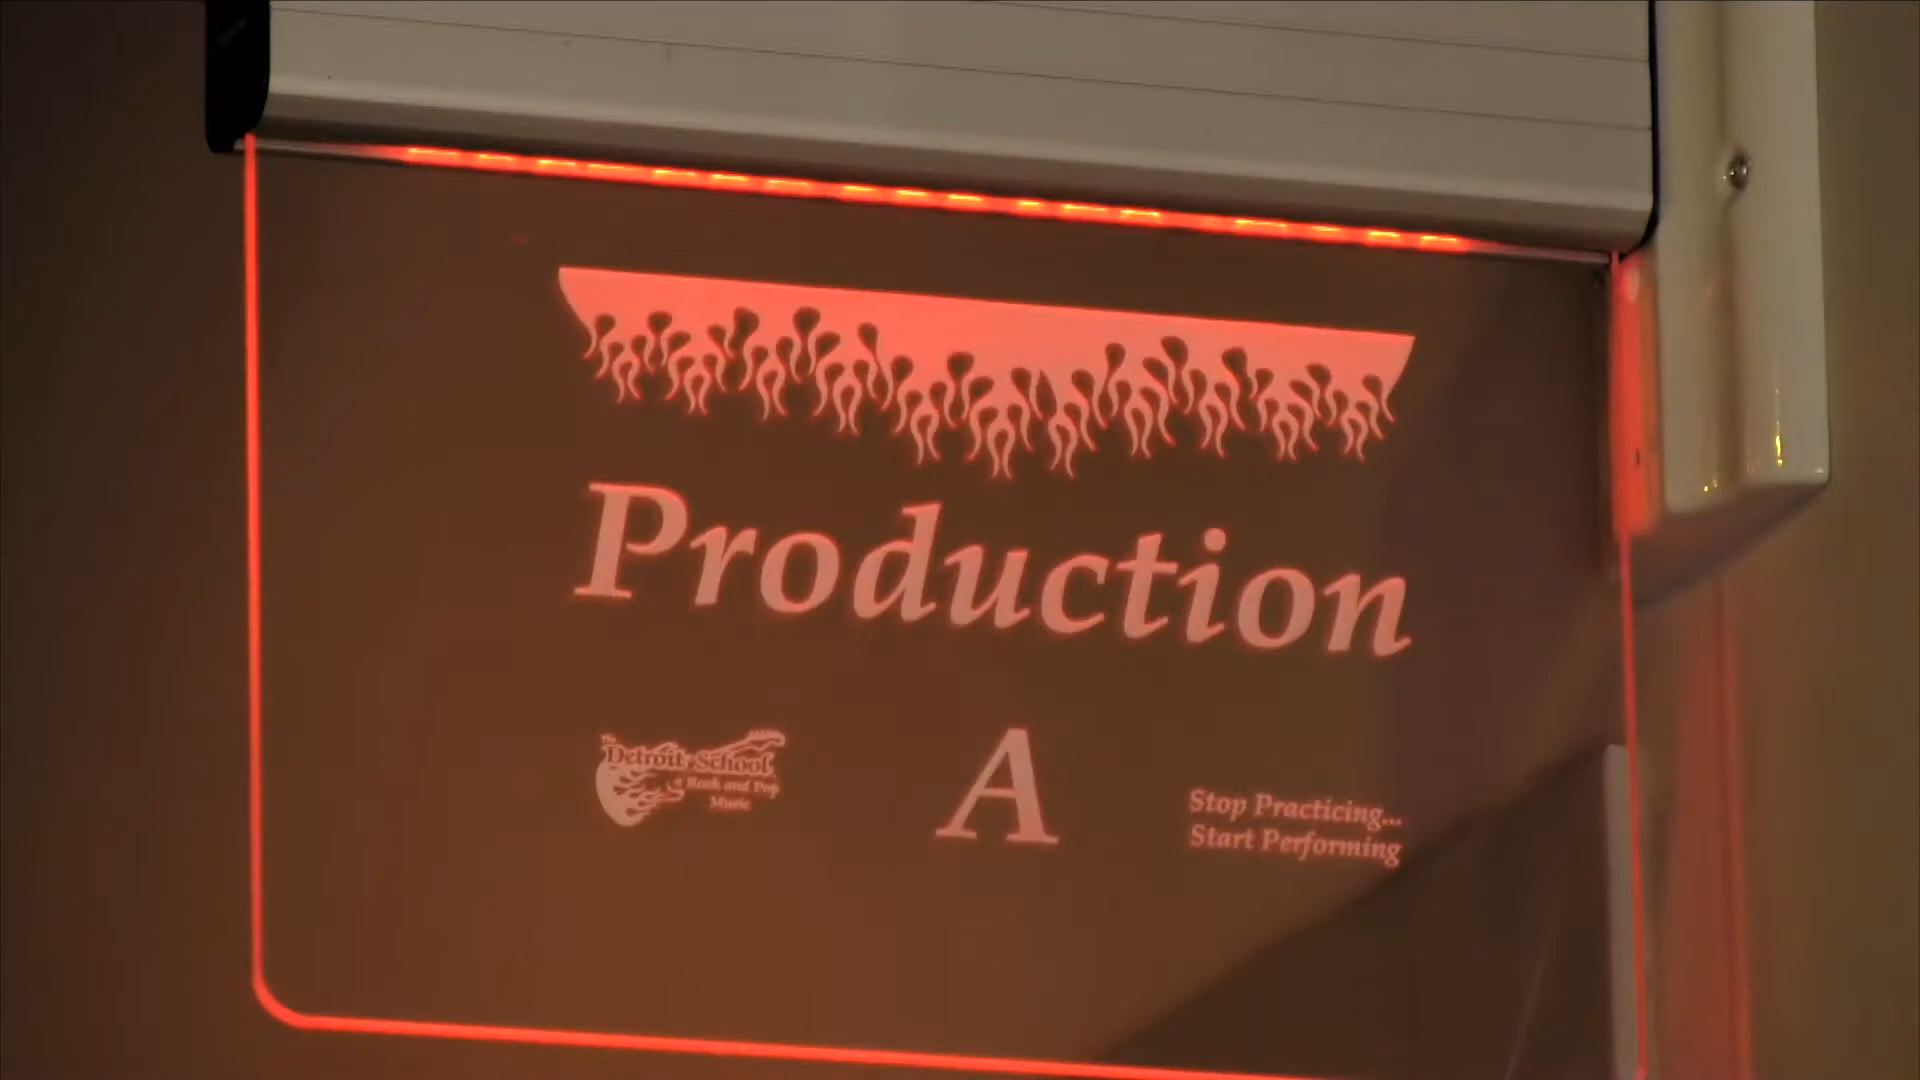 Production
The
Detroit School
of Rock and Pop
Music
A
Stop Practicing...
Start Performing